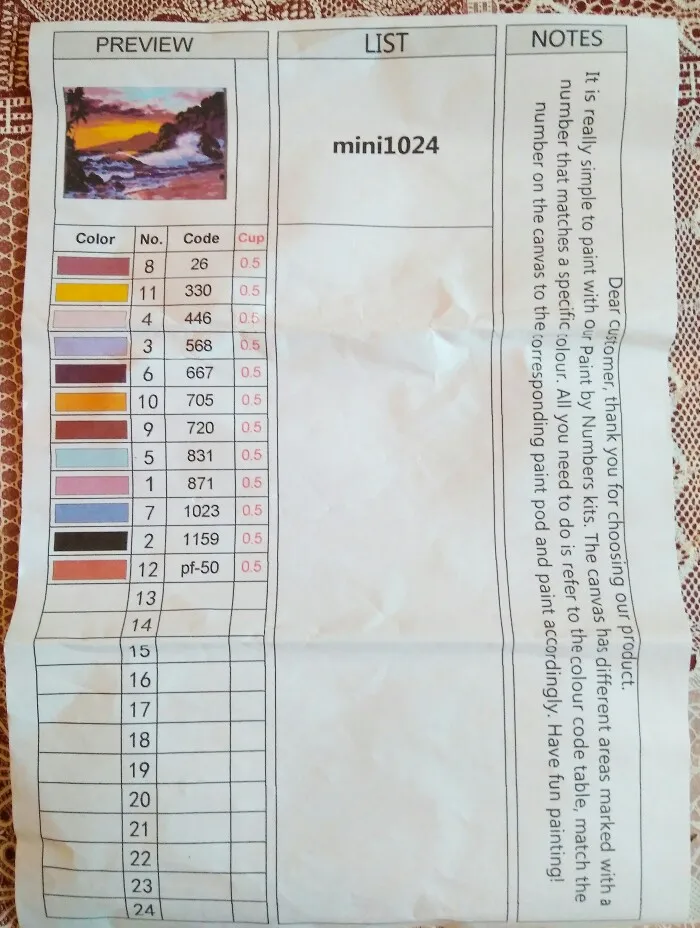 PREVIEW
LIST
NOTES
mini1024
Color No. Code Cup
8 26 0.5
11 330 0.5
4 446 0.5
3 568 0.5
6 667 0.5
10 705 0.5
9 720 0.5
5 831 0.5
1 871 0.5
7 1023 0.5
2 1159 0.5
12 pf-50 0.5
13
14
15
16
17
18
19
20
21
22
23
24
Dear customer, thank you for choosing our product.
It is really simple to paint with our Paint by Numbers kits. The canvas has different areas marked with a
number that matches a specific colour. All you need to do is refer to the colour code table, match the
number on the canvas to the corresponding paint pod and paint accordingly. Have fun painting!